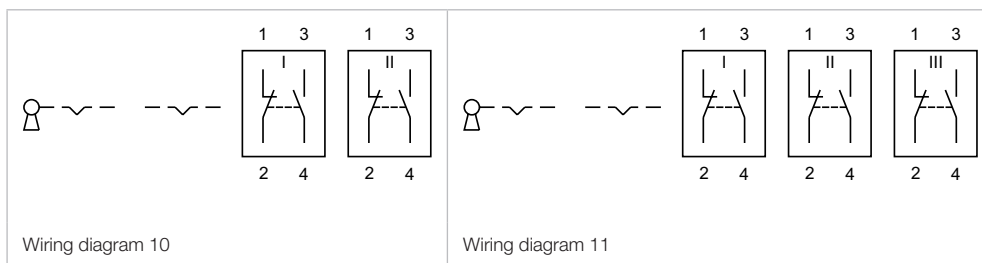 1 3 1 3
I II
2 4 2 4
Wiring diagram 10
1 3 1 3 1 3
I II III
2 4 2 4 2 4
Wiring diagram 11